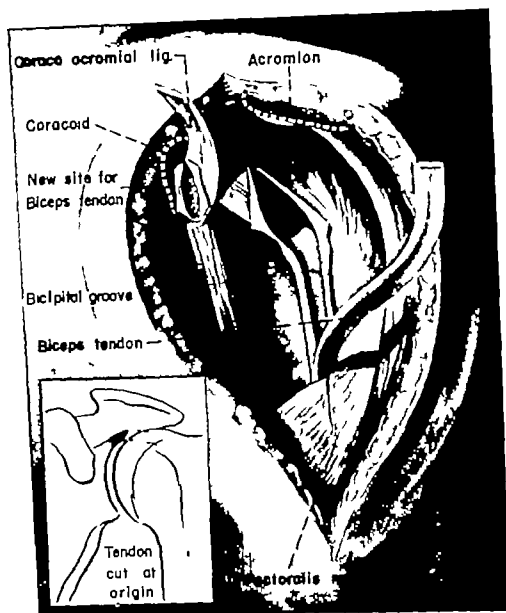 Coraco acromial lig.
Acromion
Coracoid
New site for
Biceps tendon
Bicipital groove
Biceps tendon
Tendon
cut at
origin